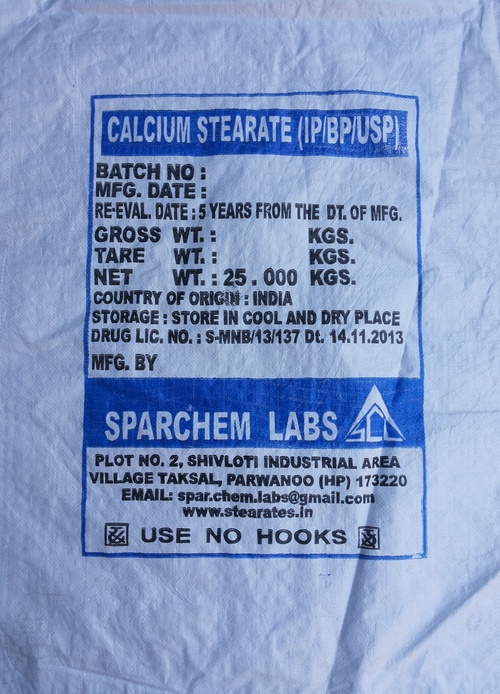 CALCIUM STEARATE (IP/BP/USP)
BATCH NO :
MFG. DATE :
RE-EVAL. DATE : 5 YEARS FROM THE DT. OF MFG.
GROSS WT. : KGS.
TARE WT. : KGS.
NET WT. : 25.000 KGS.
COUNTRY OF ORIGIN : INDIA
STORAGE : STORE IN COOL AND DRY PLACE
DRUG LIC. NO. : S-MNB/13/137 Dt. 14.11.2013
MFG. BY
SPARCHEM LABS
SCL
PLOT NO. 2, SHIVLOTI INDUSTRIAL AREA
VILLAGE TAKSAL, PARWANOO (HP) 173220
EMAIL: spar.chem.labs@gmail.com
www.stearates.in
USE NO HOOKS